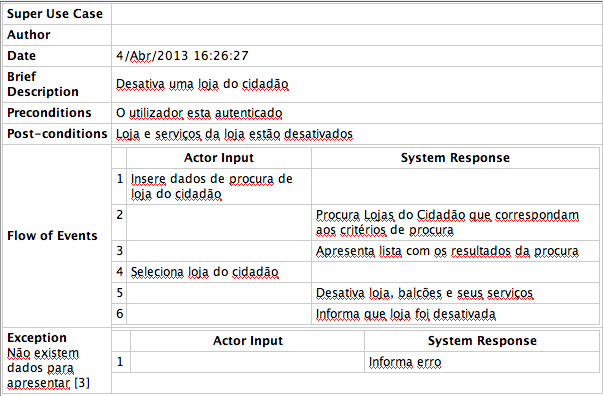 Super Use Case
Author
Date 4/Abr/2013 16:26:27
Brief
Description Desativa uma loja do cidadão
Preconditions O utilizador esta autenticado
Post-conditions Loja e serviços da loja estão desativados
Flow of Events
Actor Input System Response
1 Insere dados de procura de
loja do cidadão
2 Procura Lojas do Cidadão que correspondam
aos critérios de procura
3 Apresenta lista com os resultados da procura
4 Seleciona loja do cidadão
5 Desativa loja, balcões e seus serviços
6 Informa que loja foi desativada
Exception
Não existem
dados para
apresentar [3]
Actor Input System Response
1 Informa erro